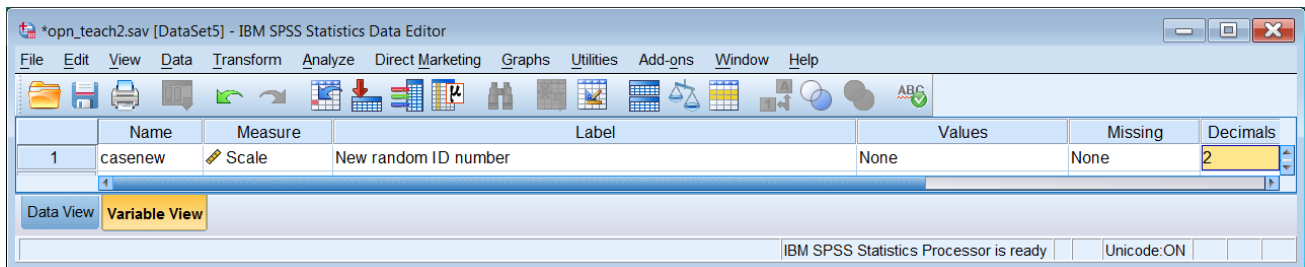 *opn_teach2.sav [DataSet5] - IBM SPSS Statistics Data Editor
File Edit View Data Transform Analyze Direct Marketing Graphs Utilities Add-ons Window Help
Name Measure Label Values Missing Decimals
1 casenew Scale New random ID number None None 2
Data View Variable View
IBM SPSS Statistics Processor is ready Unicode:ON